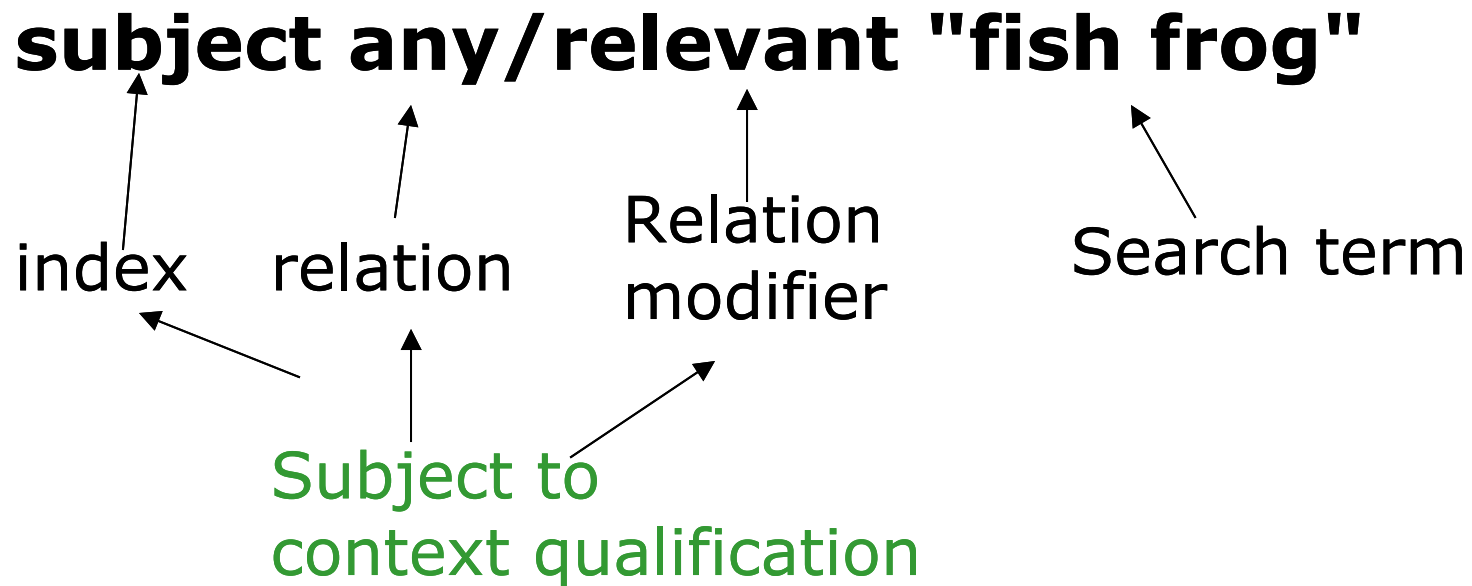 subject any/relevant "fish frog"
index
relation
Relation
modifier
Search term
Subject to
context qualification